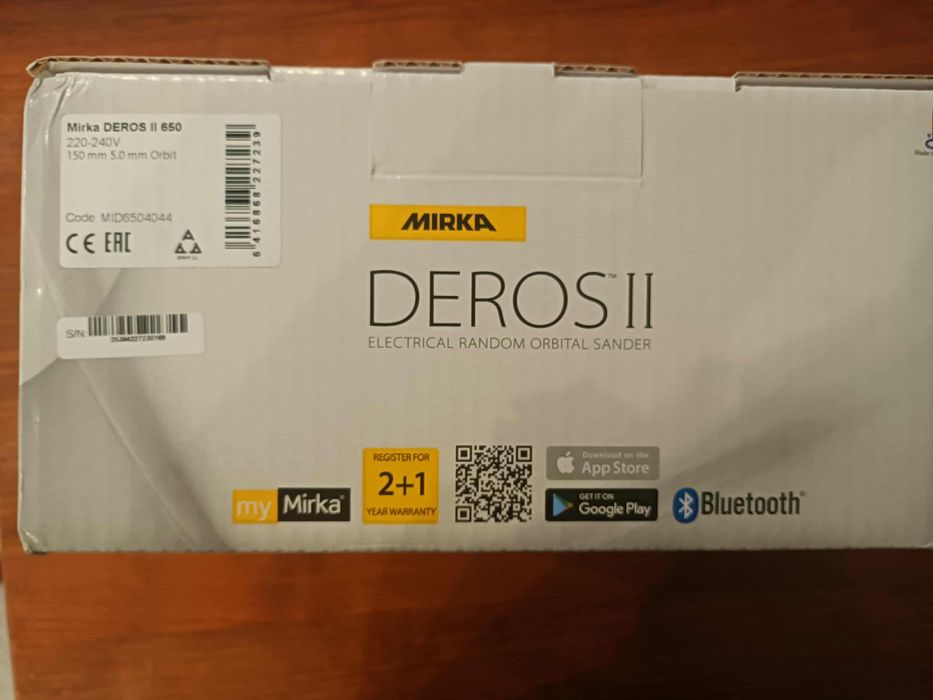 Mirka DEROS II 650
220-240V
150 mm 5.0 mm Orbit
Code MID6504044
CE EAC
6 416868 227239
S/N
MIRKA
DEROS™ II
ELECTRICAL RANDOM ORBITAL SANDER
my Mirka®
REGISTER FOR
2+1
YEAR WARRANTY
Download on the
App Store
GET IT ON
Google Play
Bluetooth®
Made